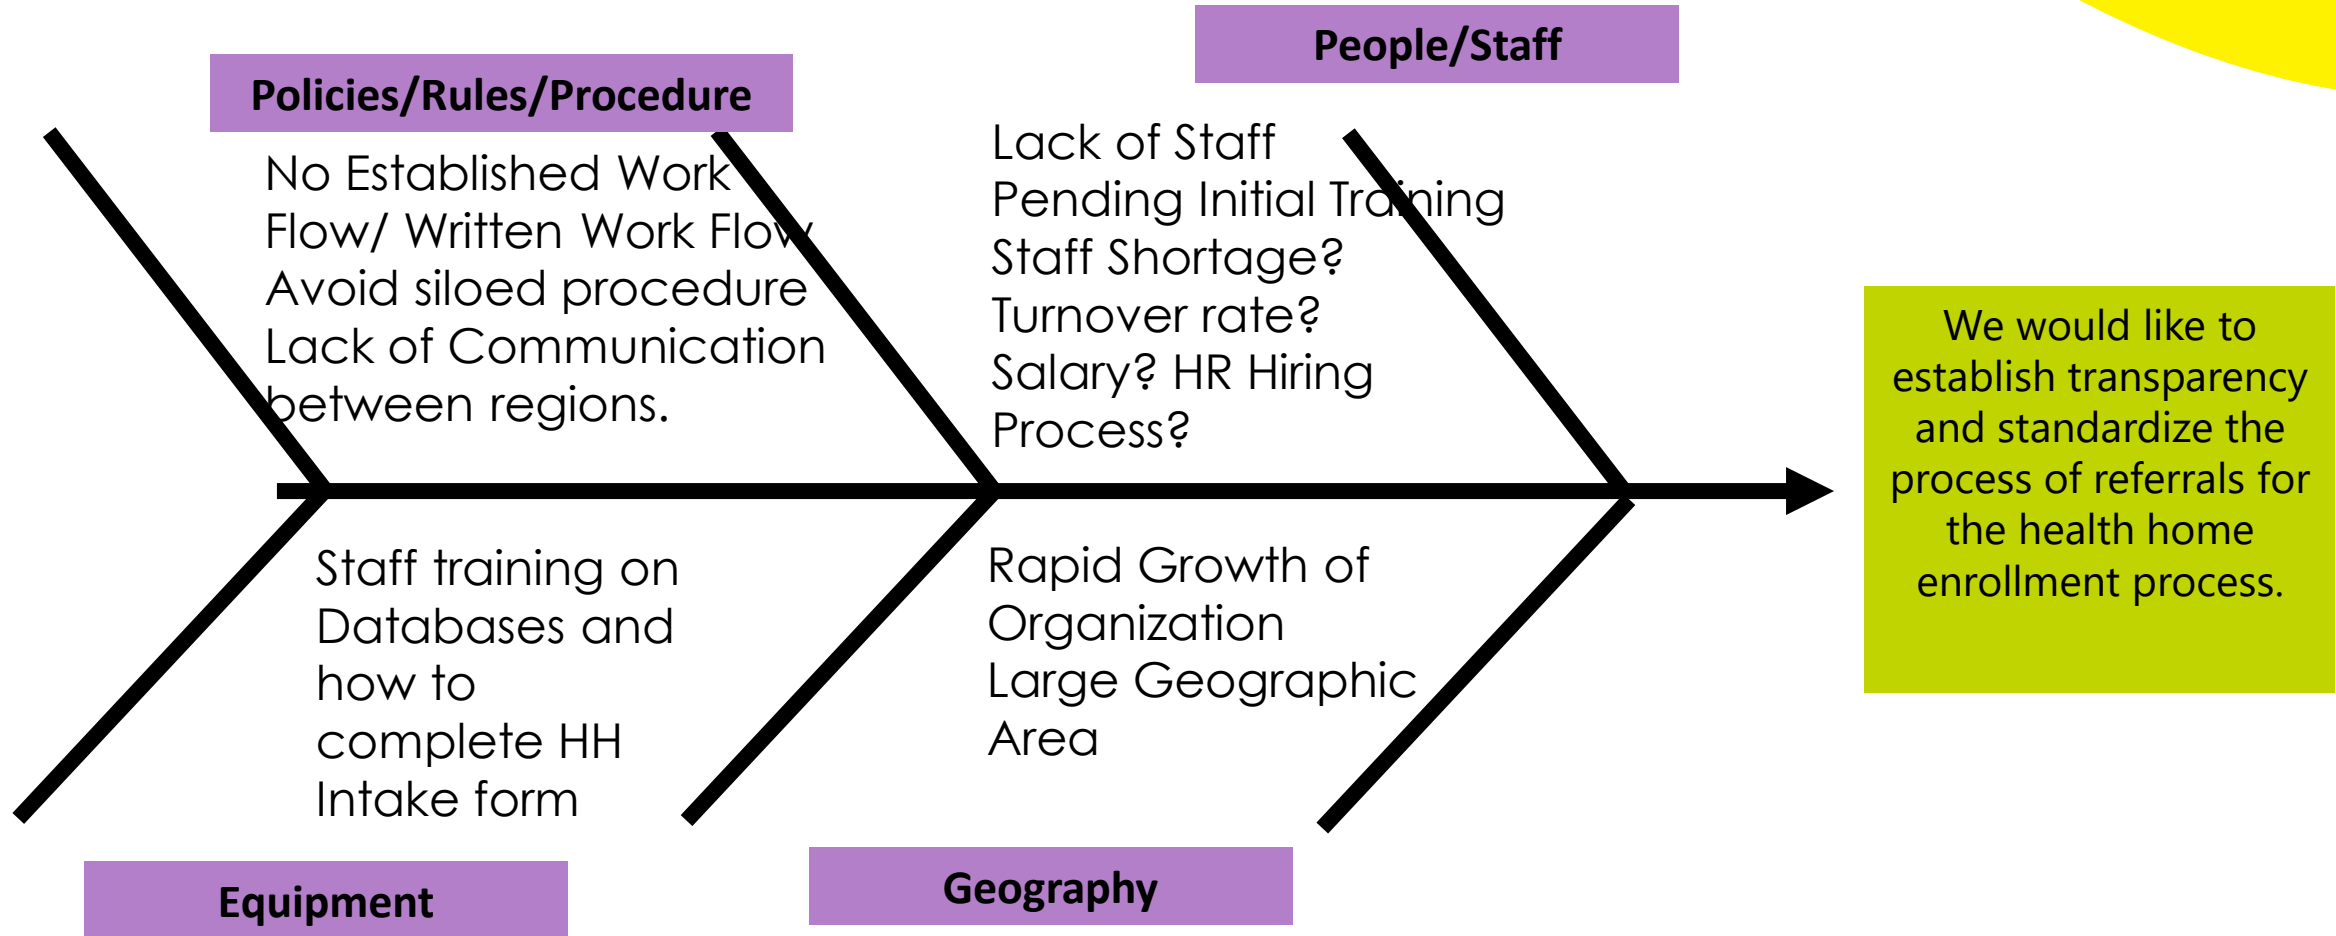 People/Staff
Policies/Rules/Procedure
No Established Work
Flow/ Written Work Flow
Avoid siloed procedure
Lack of Communication
between regions.
Lack of Staff
Pending Initial Training
Staff Shortage?
Turnover rate?
Salary? HR Hiring
Process?
We would like to
establish transparency
and standardize the
process of referrals for
the health home
enrollment process.
Staff training on
Databases and
how to
complete HH
Intake form
Rapid Growth of
Organization
Large Geographic
Area
Equipment
Geography